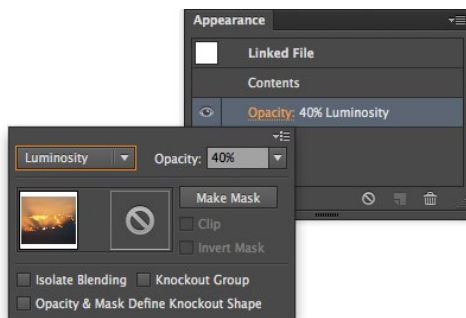 Appearance
Linked File
Contents
Opacity: 40% Luminosity
Luminosity Opacity: 40%
Make Mask
Clip
Invert Mask
Isolate Blending Knockout Group
Opacity & Mask Define Knockout Shape